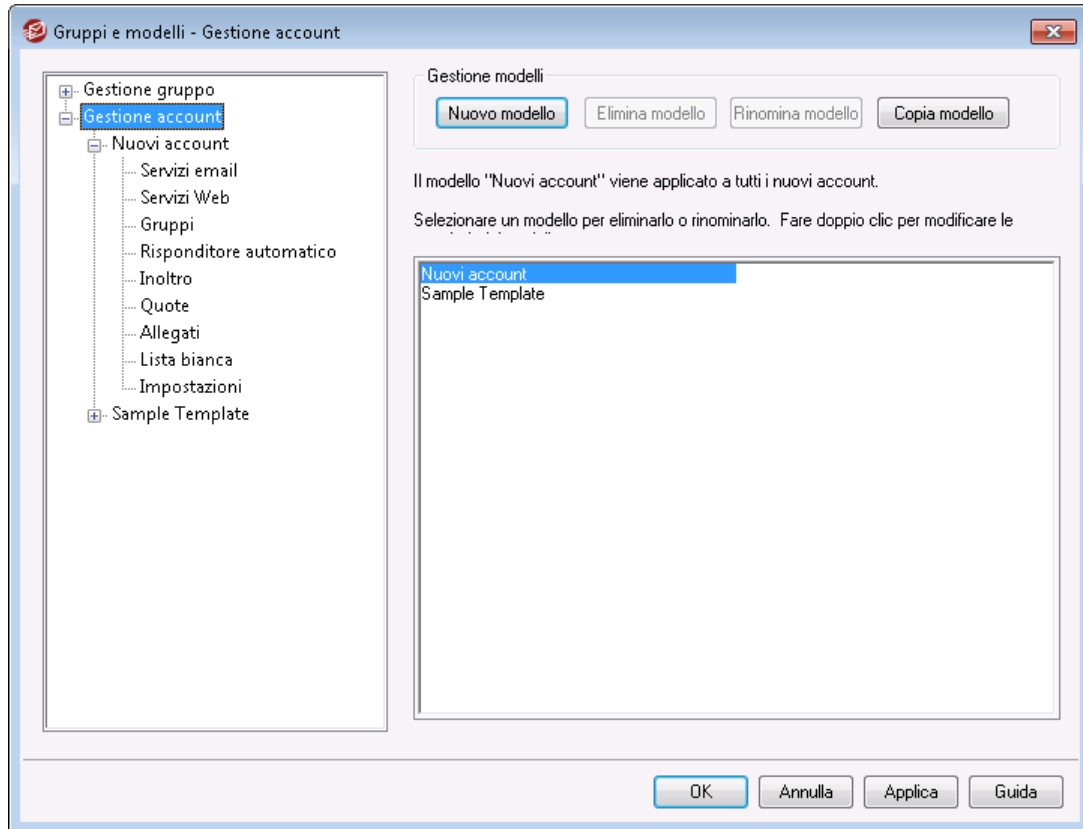 Gruppi e modelli - Gestione account
Gestione gruppo
Gestione account
Nuovi account
Servizi email
Servizi Web
Gruppi
Risponditore automatico
Inoltro
Quote
Allegati
Lista bianca
Impostazioni
Sample Template
Gestione modelli
Nuovo modello
Elimina modello
Rinomina modello
Copia modello
Il modello "Nuovi account" viene applicato a tutti i nuovi account.
Selezionare un modello per eliminarlo o rinominarlo. Fare doppio clic per modificare le
Nuovi account
Sample Template
OK
Annulla
Applica
Guida